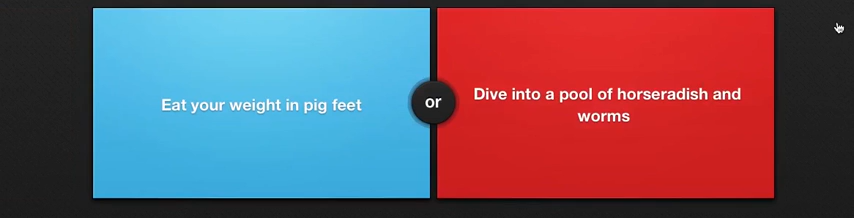 Eat your weight in pig feet
or
Dive into a pool of horseradish and
worms